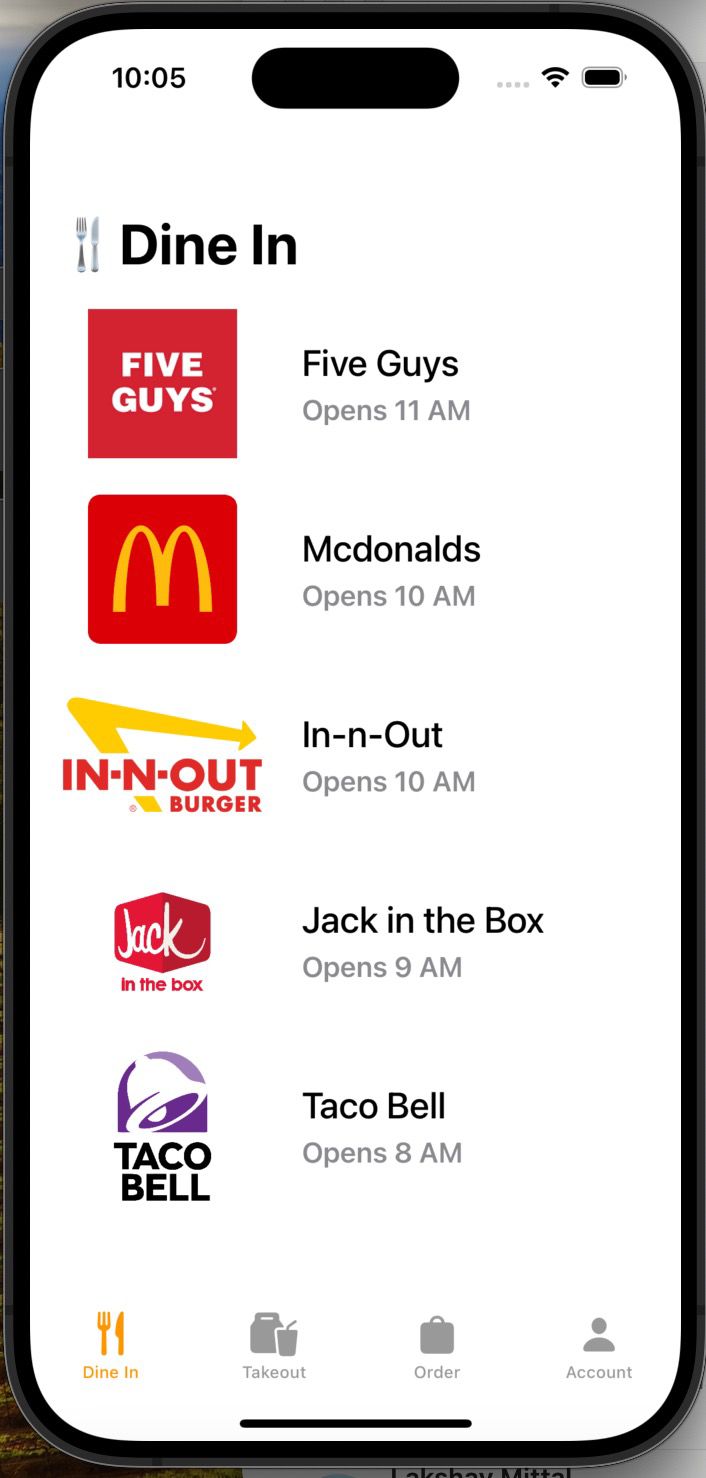 10:05
Dine In
FIVE
GUYS
Five Guys
Opens 11 AM
Mcdonalds
Opens 10 AM
IN-N-OUT
BURGER
In-n-Out
Opens 10 AM
Jack
in the box
Jack in the Box
Opens 9 AM
TACO
BELL
Taco Bell
Opens 8 AM
Dine In
Takeout
Order
Account
Lakshay Mittal